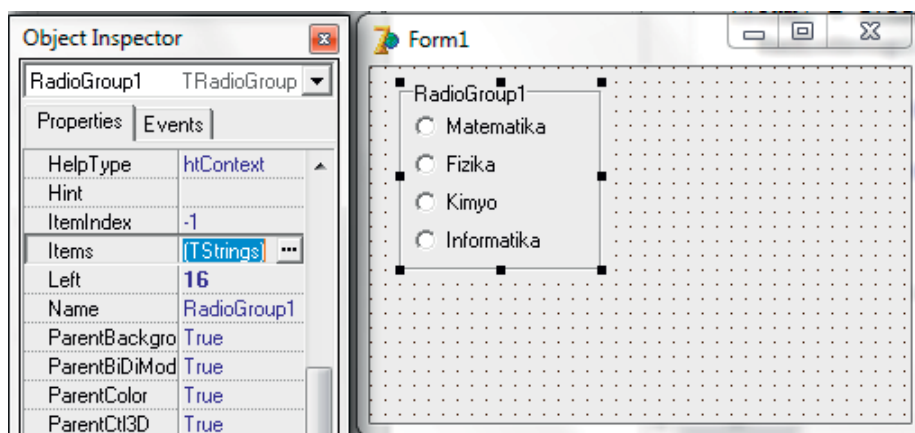 Object Inspector
RadioGroup1 TRadioGroup
Properties Events
HelpType htContext
Hint
ItemIndex -1
Items (TStrings) ...
Left 16
Name RadioGroup1
ParentBackgro True
ParentBiDiMod True
ParentColor True
ParentCtl3D True
Form1
RadioGroup1
Matematika
Fizika
Kimyo
Informatika